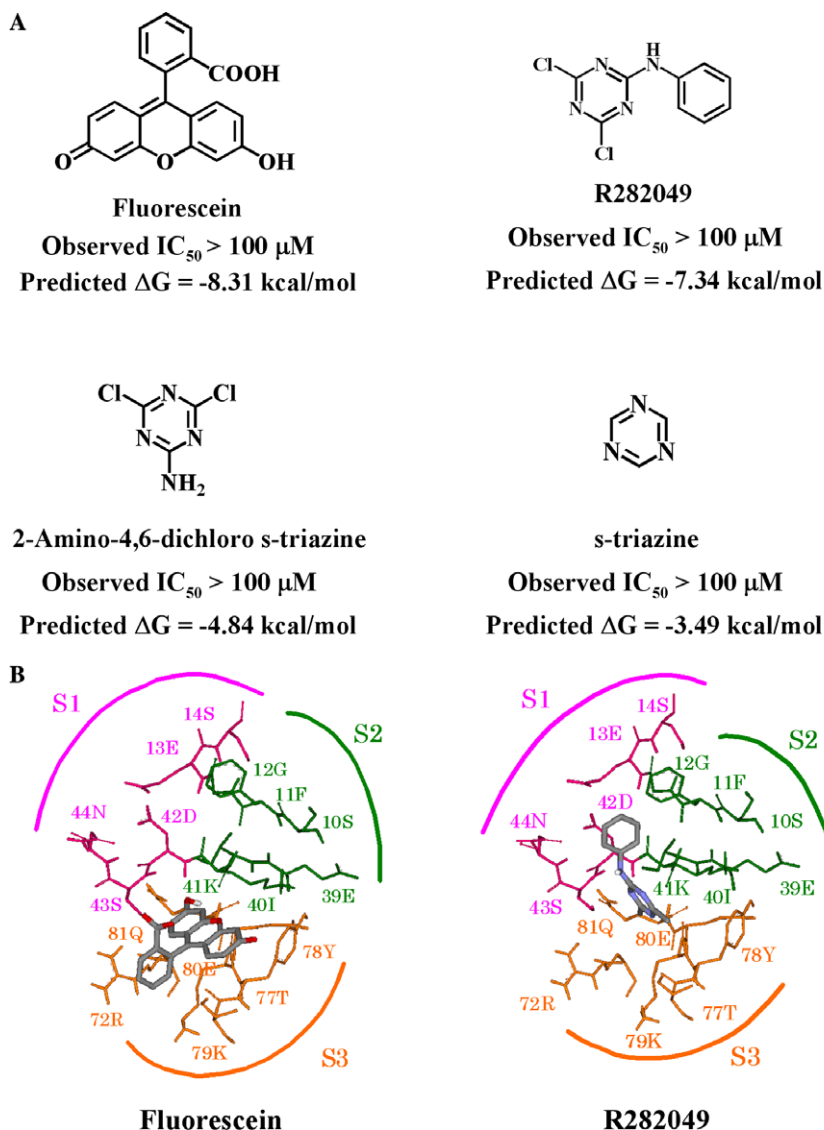 A
COOH
O
O
OH
Fluorescein
Observed IC₅₀ > 100 μM
Predicted ΔG = -8.31 kcal/mol
H
Cl
N
N
N
N
Cl
R282049
Observed IC₅₀ > 100 μM
Predicted ΔG = -7.34 kcal/mol
Cl
N
Cl
N
N
NH₂
2-Amino-4,6-dichloro s-triazine
Observed IC₅₀ > 100 μM
Predicted ΔG = -4.84 kcal/mol
N
N
N
s-triazine
Observed IC₅₀ > 100 μM
Predicted ΔG = -3.49 kcal/mol
B
S1
14S
S2
13E
12G
11F
44N
42D
10S
41K
40I
39E
43S
81Q
80E
78Y
72R
77T
79K
S3
Fluorescein
S1
14S
S2
13E
12G
11F
42D
44N
10S
41K
40I
39E
43S
81Q
80E
78Y
72R
77T
79K
S3
R282049